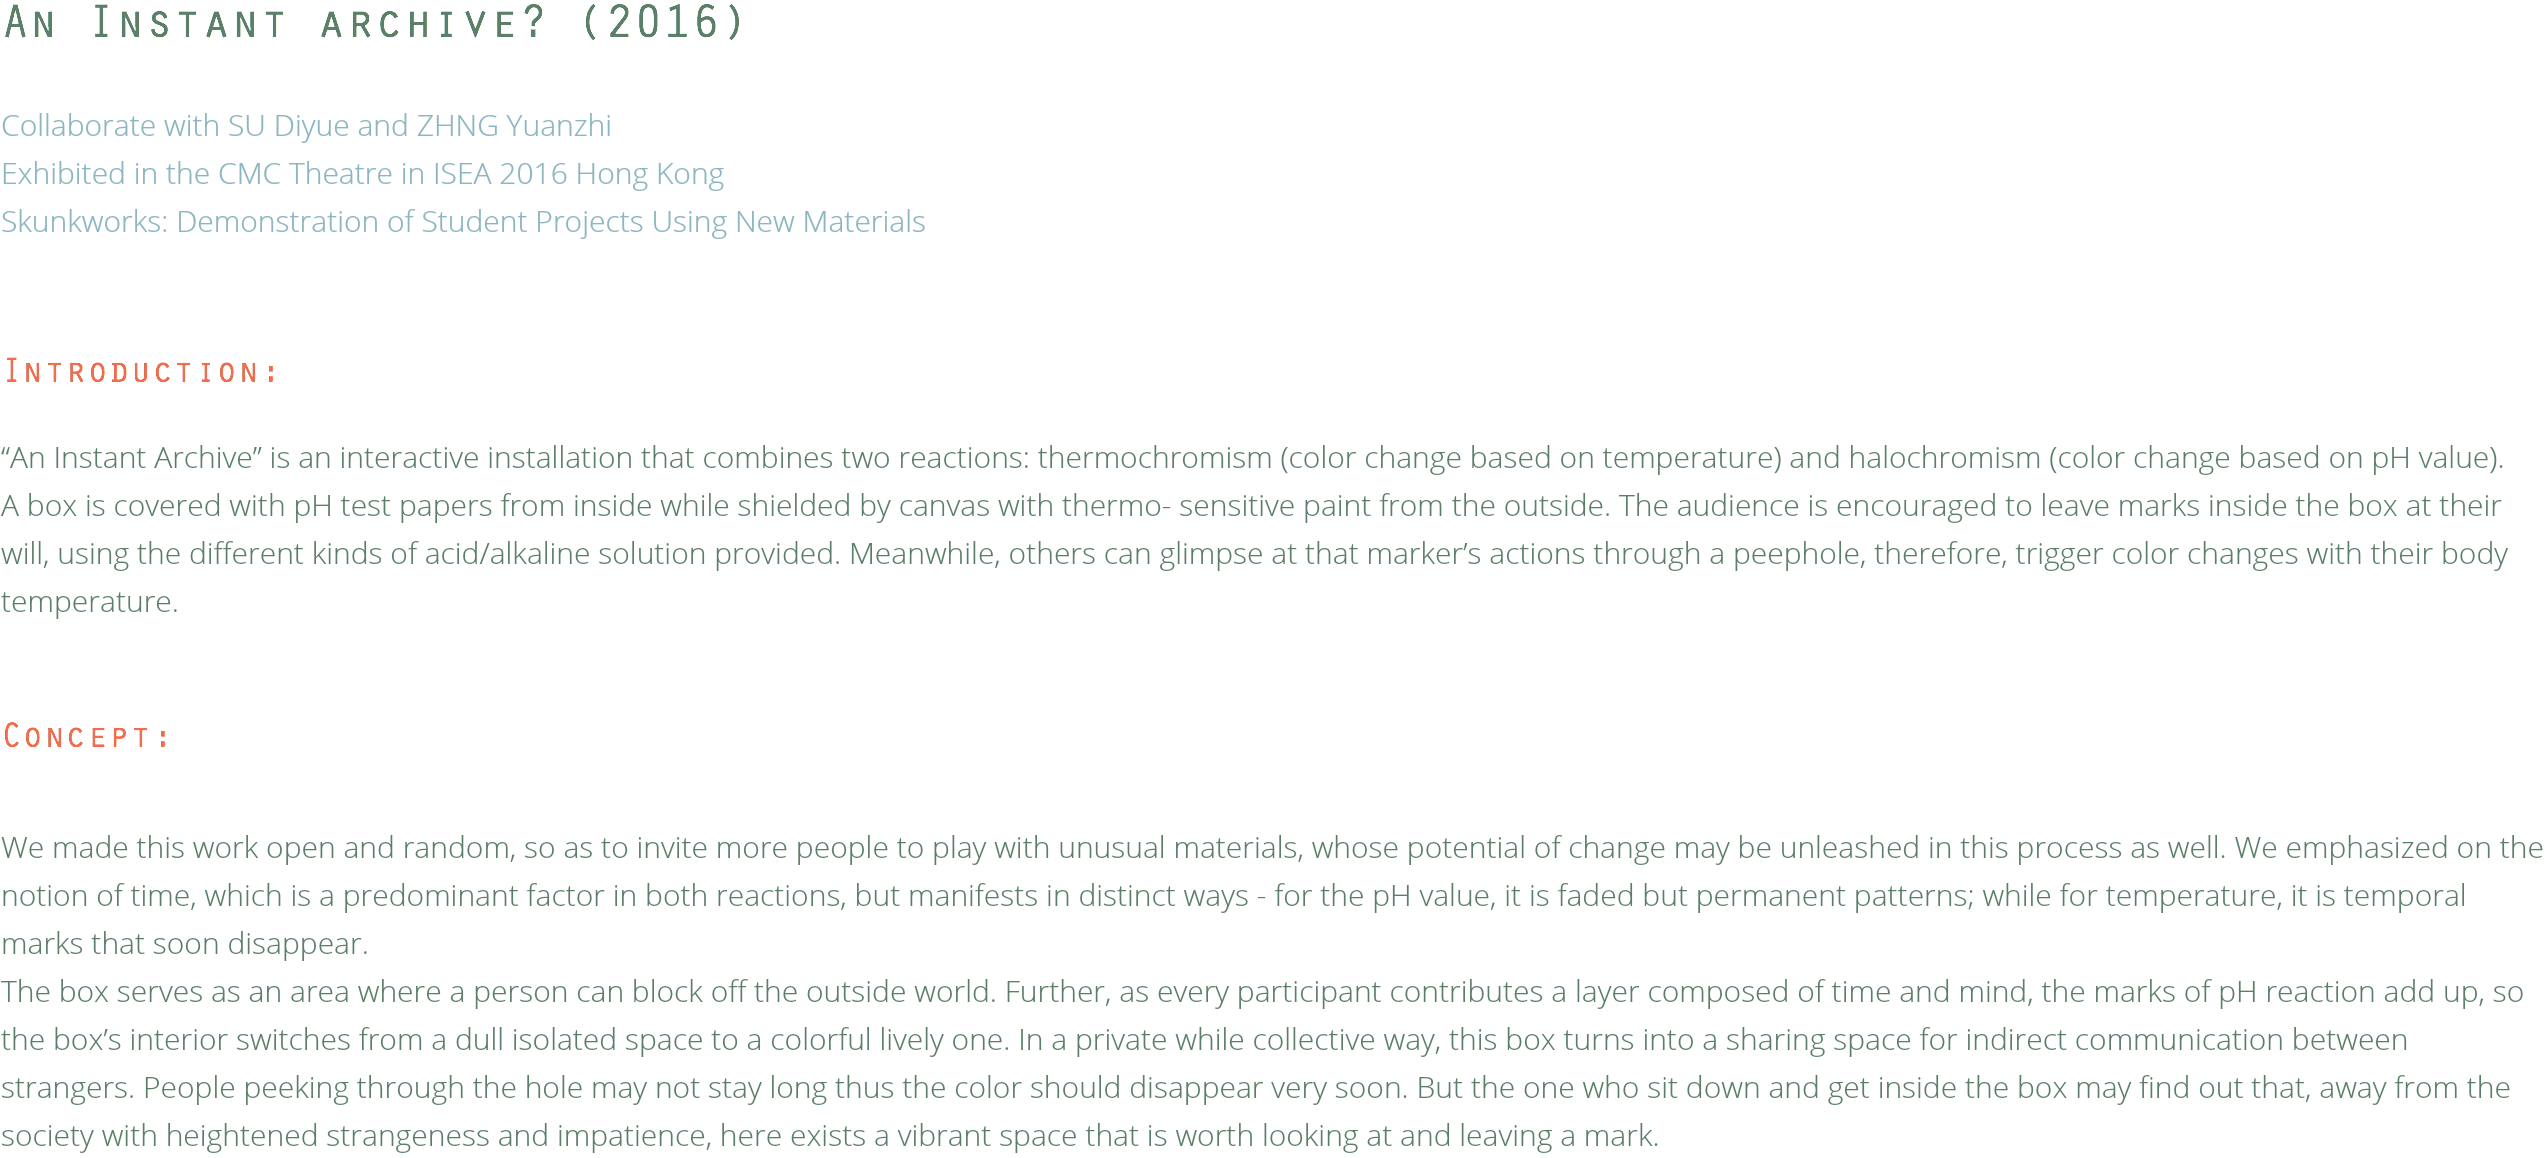 An Instant archive? (2016)
Collaborate with SU Diyue and ZHNG Yuanzhi
Exhibited in the CMC Theatre in ISEA 2016 Hong Kong
Skunkworks: Demonstration of Student Projects Using New Materials
Introduction:
“An Instant Archive” is an interactive installation that combines two reactions: thermochromism (color change based on temperature) and halochromism (color change based on pH value).
A box is covered with pH test papers from inside while shielded by canvas with thermo- sensitive paint from the outside. The audience is encouraged to leave marks inside the box at their
will, using the different kinds of acid/alkaline solution provided. Meanwhile, others can glimpse at that marker’s actions through a peephole, therefore, trigger color changes with their body
temperature.
Concept:
We made this work open and random, so as to invite more people to play with unusual materials, whose potential of change may be unleashed in this process as well. We emphasized on the
notion of time, which is a predominant factor in both reactions, but manifests in distinct ways - for the pH value, it is faded but permanent patterns; while for temperature, it is temporal
marks that soon disappear.
The box serves as an area where a person can block off the outside world. Further, as every participant contributes a layer composed of time and mind, the marks of pH reaction add up, so
the box’s interior switches from a dull isolated space to a colorful lively one. In a private while collective way, this box turns into a sharing space for indirect communication between
strangers. People peeking through the hole may not stay long thus the color should disappear very soon. But the one who sit down and get inside the box may find out that, away from the
society with heightened strangeness and impatience, here exists a vibrant space that is worth looking at and leaving a mark.